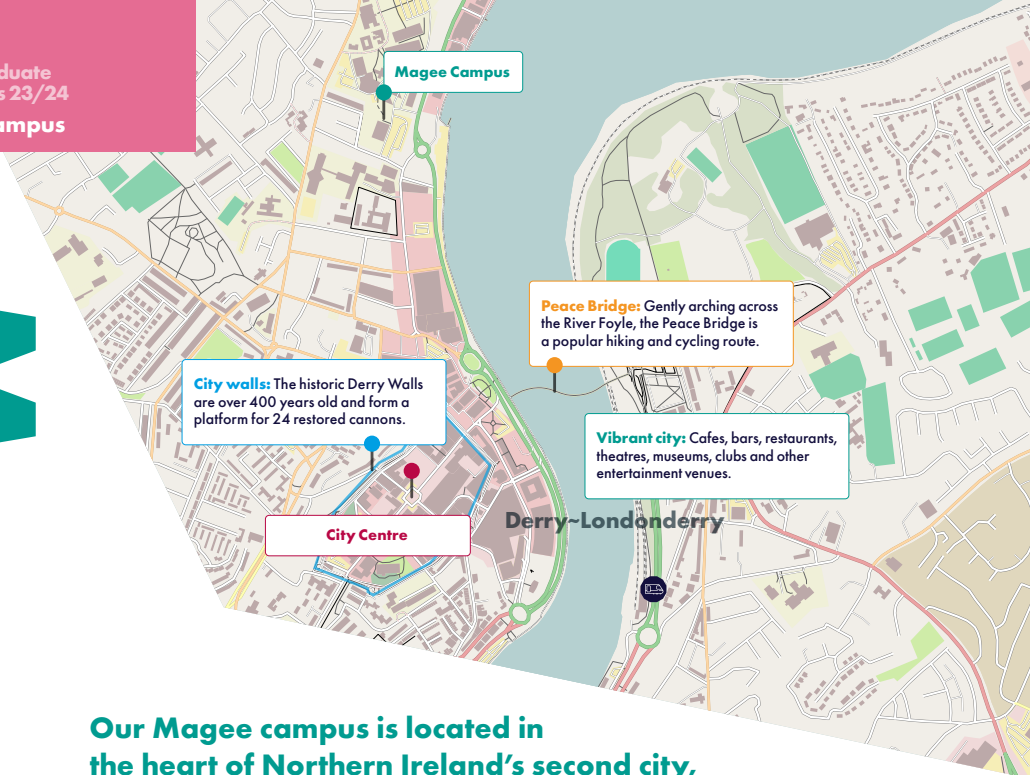 s 23/24
Magee Campus
Peace Bridge: Gently arching across
the River Foyle, the Peace Bridge is
a popular hiking and cycling route.
City walls: The historic Derry Walls
are over 400 years old and form a
platform for 24 restored cannons.
Vibrant city: Cafes, bars, restaurants,
theatres, museums, clubs and other
entertainment venues.
Derry~Londonderry
City Centre
Our Magee campus is located in
the heart of Northern Ireland's second city,